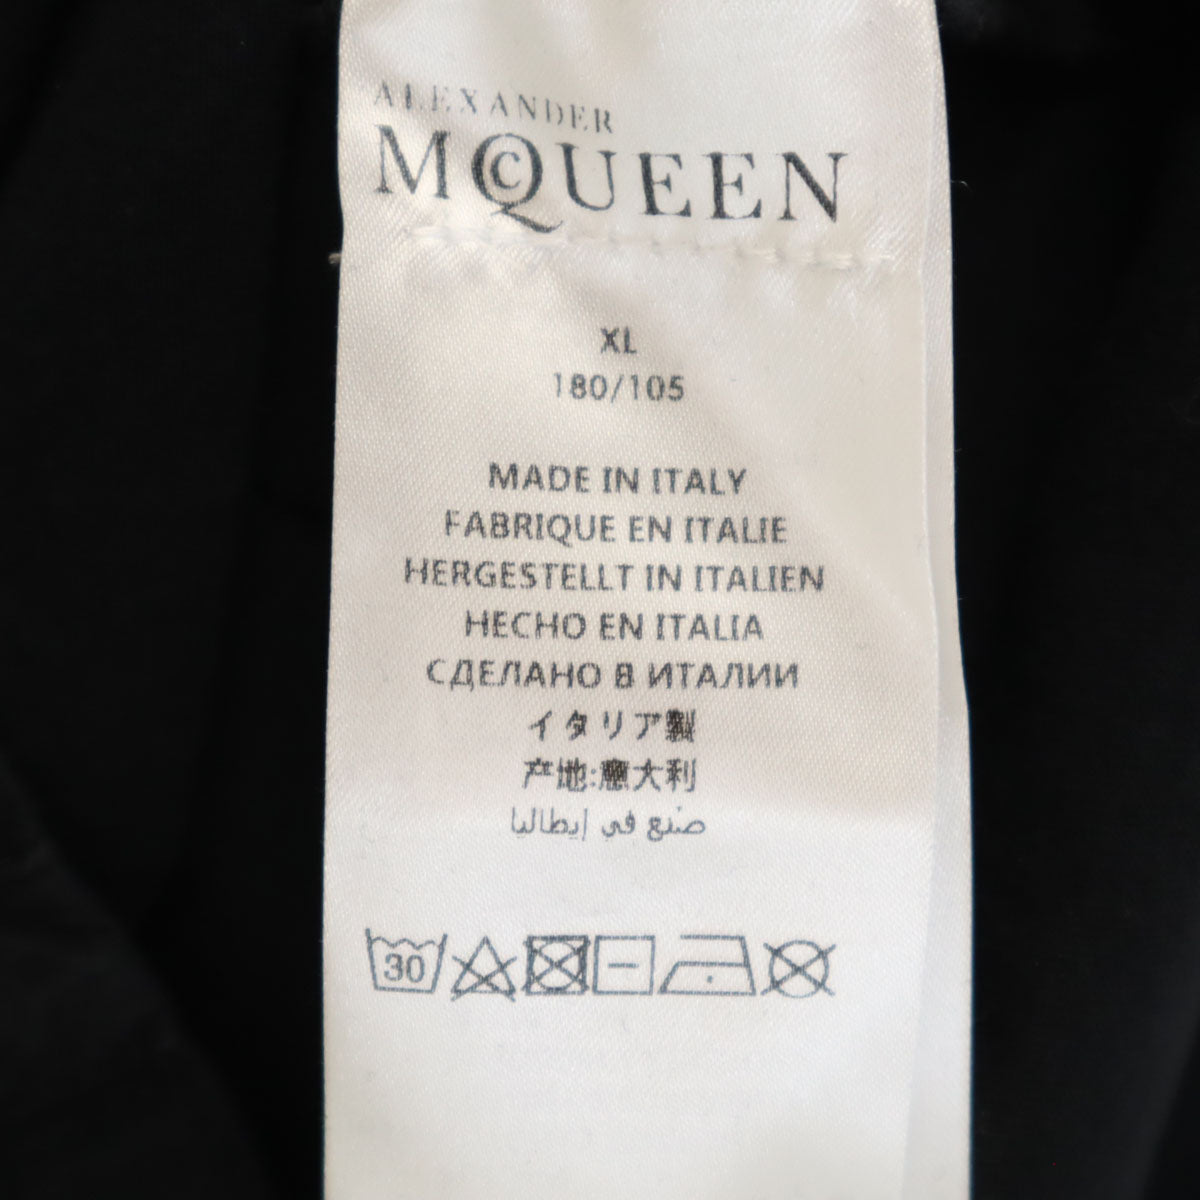 ALEXANDER
McQUEEN
XL
180/105
MADE IN ITALY
FABRIQUE EN ITALIE
HERGESTELLT IN ITALIEN
HECHO EN ITALIA
СДЕЛАНО В ИТАЛИИ
イタリア製
产地:意大利
صنع في إيطاليا
30